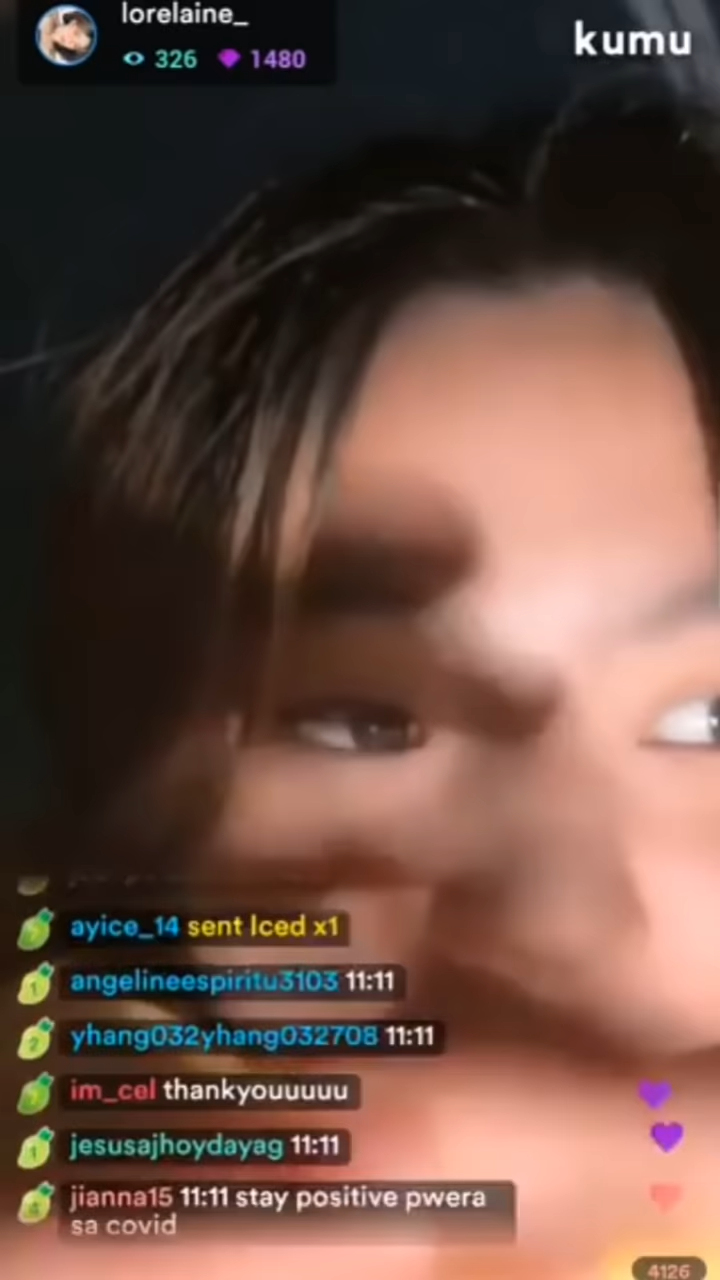 lorelaine_
326 1480
kumu
ayice_14 sent Iced x1
angelineespiritu3103 11:11
yhang032yhang032708 11:11
im_cel thankyouuuuu
jesusajhoydayag 11:11
jianna15 11:11 stay positive pwera
sa covid
4126